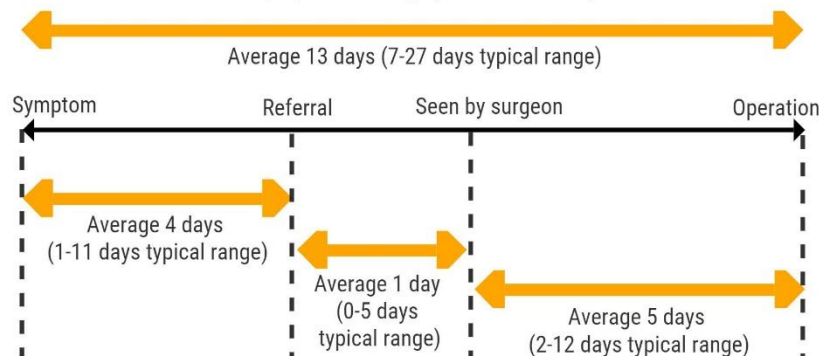 Average 13 days (7-27 days typical range)
Symptom Referral Seen by surgeon Operation
Average 4 days
(1-11 days typical range)
Average 1 day
(0-5 days
typical range)
Average 5 days
(2-12 days typical range)